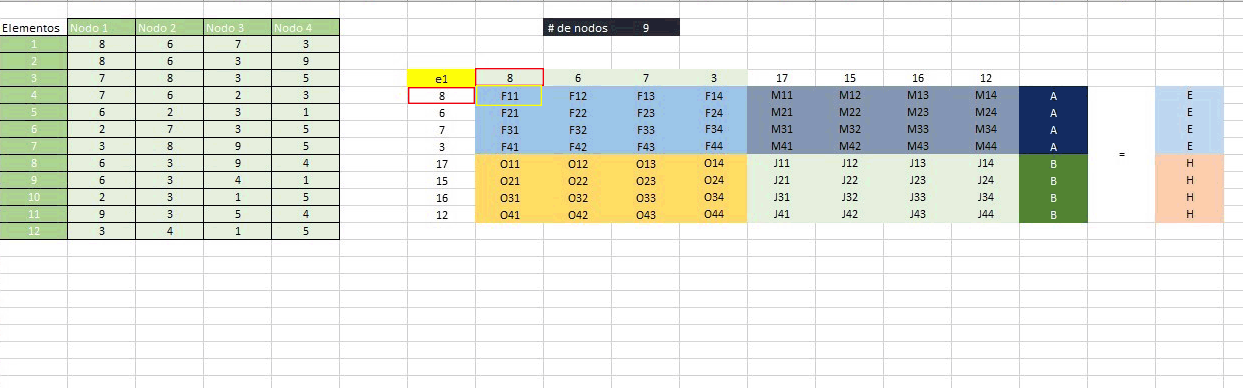 # de nodos 9
Elementos Nodo 1 Nodo 2 Nodo 3 Nodo 4
1 8 6 7 3
2 8 6 3 9
3 7 8 3 5
4 7 6 2 3
5 6 2 3 1
6 2 7 3 5
7 3 8 9 5
8 6 3 9 4
9 6 3 4 1
10 2 3 1 5
11 9 3 5 4
12 3 4 1 5
e1 8 6 7 3 17 15 16 12
8 F11 F12 F13 F14 M11 M12 M13 M14 A E
6 F21 F22 F23 F24 M21 M22 M23 M24 A E
7 F31 F32 F33 F34 M31 M32 M33 M34 A E
3 F41 F42 F43 F44 M41 M42 M43 M44 A E
=
17 O11 O12 O13 O14 J11 J12 J13 J14 B H
15 O21 O22 O23 O24 J21 J22 J23 J24 B H
16 O31 O32 O33 O34 J31 J32 J33 J34 B H
12 O41 O42 O43 O44 J41 J42 J43 J44 B H